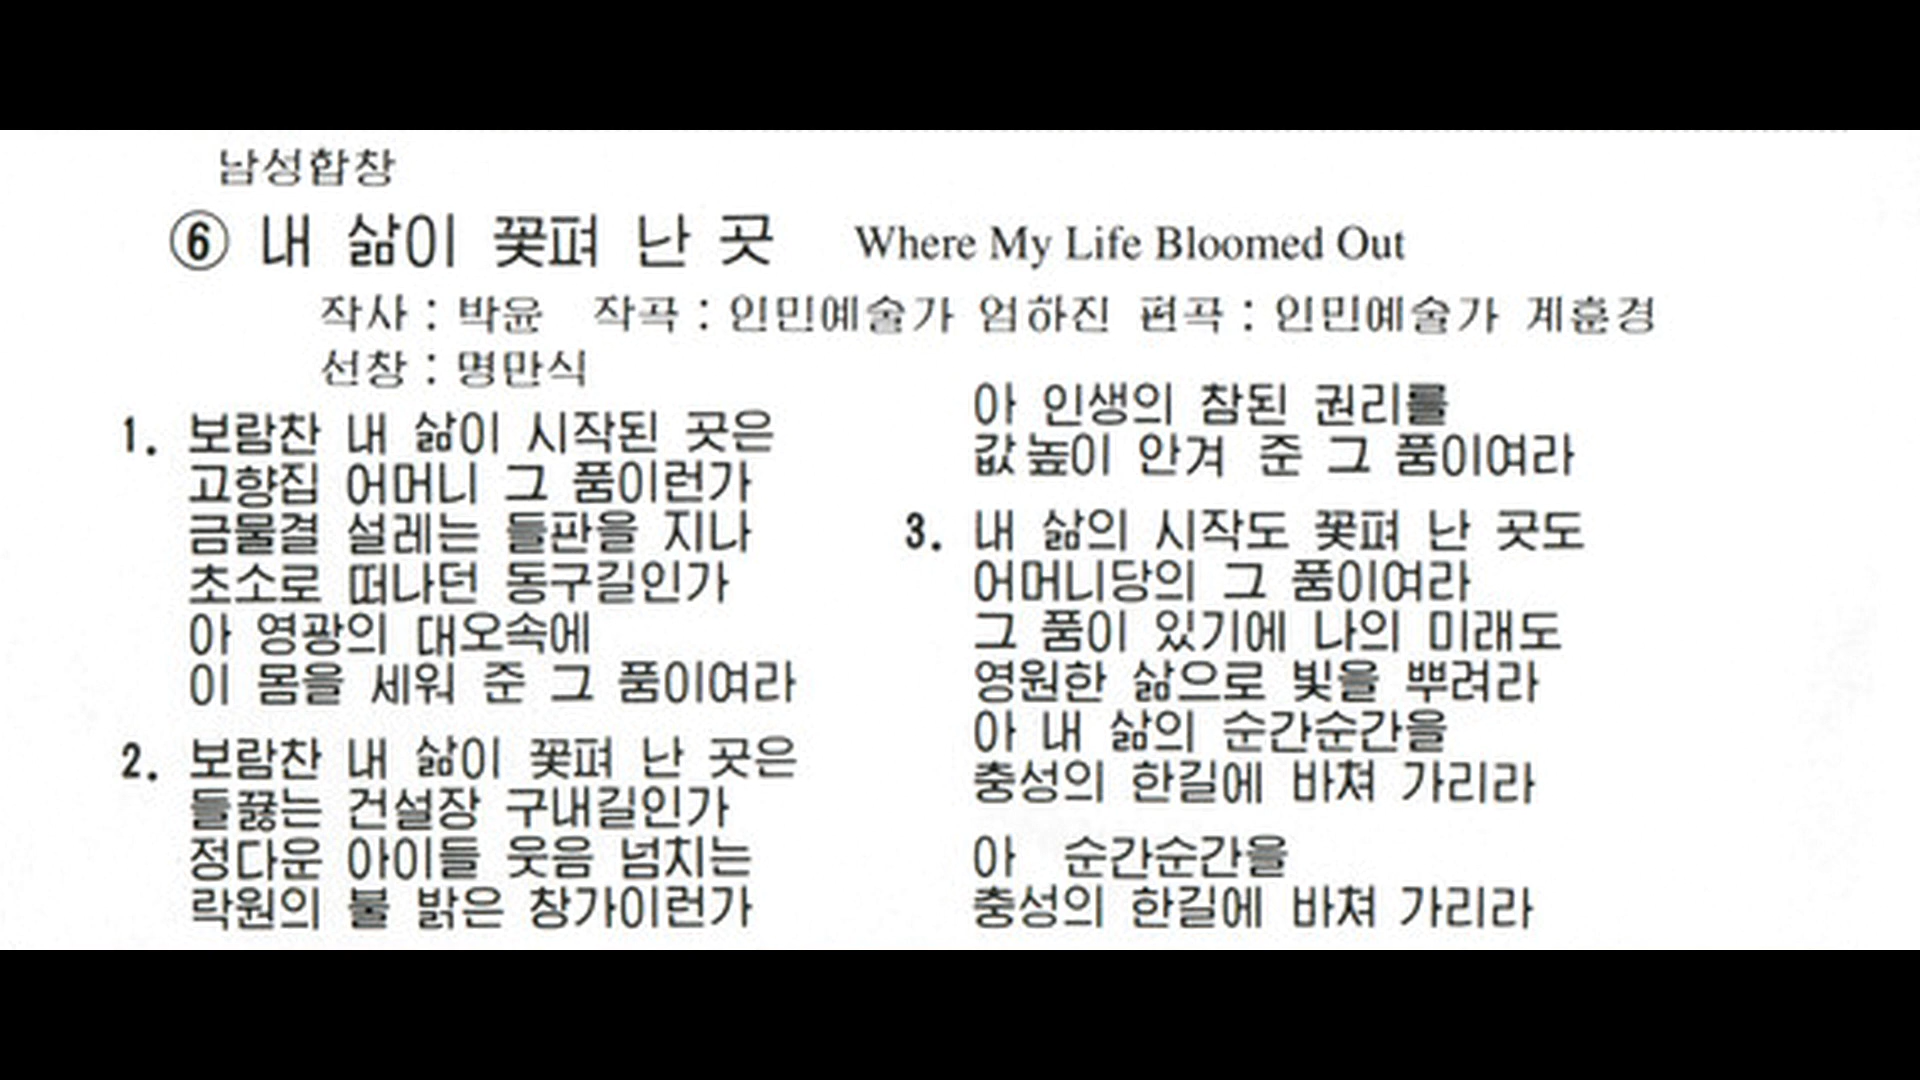 남성합창
⑥ 내 삶이 꽃펴 난 곳 Where My Life Bloomed Out
작사 : 박윤 작곡 : 인민예술가 엄하진 편곡 : 인민예술가 계훈경
선창 : 명만식
1. 보람찬 내 삶이 시작된 곳은
고향집 어머니 그 품이런가
금물결 설레는 들판을 지나
초소로 떠나던 동구길인가
아 영광의 대오속에
이 몸을 세워 준 그 품이여라
2. 보람찬 내 삶이 꽃펴 난 곳은
들끓는 건설장 구내길인가
정다운 아이들 웃음 넘치는
락원의 불 밝은 창가이런가
아 인생의 참된 권리를
값높이 안겨 준 그 품이여라
3. 내 삶의 시작도 꽃펴 난 곳도
어머니당의 그 품이여라
그 품이 있기에 나의 미래도
영원한 삶으로 빛을 뿌려라
아 내 삶의 순간순간을
충성의 한길에 바쳐 가리라
아 순간순간을
충성의 한길에 바쳐 가리라